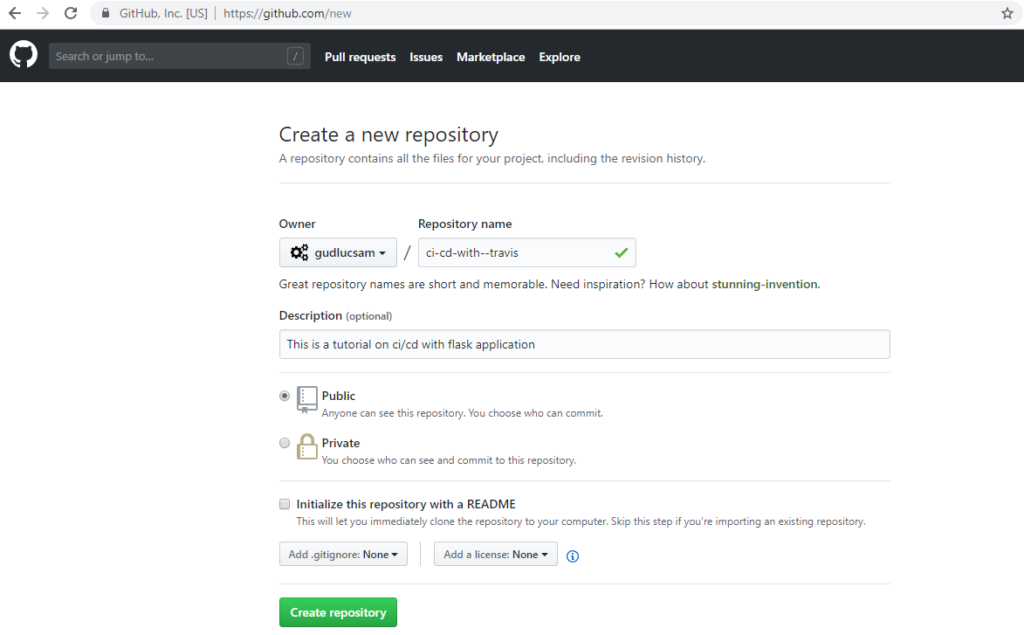 GitHub, Inc. [US] | https://github.com/new
Search or jump to... /
Pull requests Issues Marketplace Explore
Create a new repository
A repository contains all the files for your project, including the revision history.
Owner Repository name
gudlucsam / ci-cd-with--travis
Great repository names are short and memorable. Need inspiration? How about stunning-invention.
Description (optional)
This is a tutorial on ci/cd with flask application
Public
Anyone can see this repository. You choose who can commit.
Private
You choose who can see and commit to this repository.
Initialize this repository with a README
This will let you immediately clone the repository to your computer. Skip this step if you're importing an existing repository.
Add .gitignore: None Add a license: None
Create repository